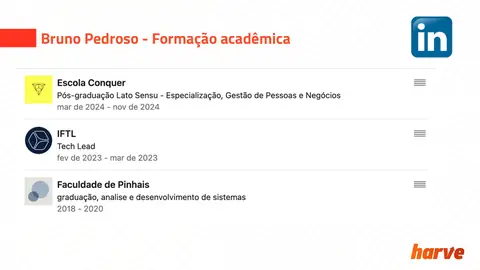 Bruno Pedroso - Formação acadêmica
in
Escola Conquer
Pós-graduação Lato Sensu - Especialização, Gestão de Pessoas e Negócios
mar de 2024 - nov de 2024
IFTL
Tech Lead
fev de 2023 - mar de 2023
Faculdade de Pinhais
graduação, analise e desenvolvimento de sistemas
2018 - 2020
harve